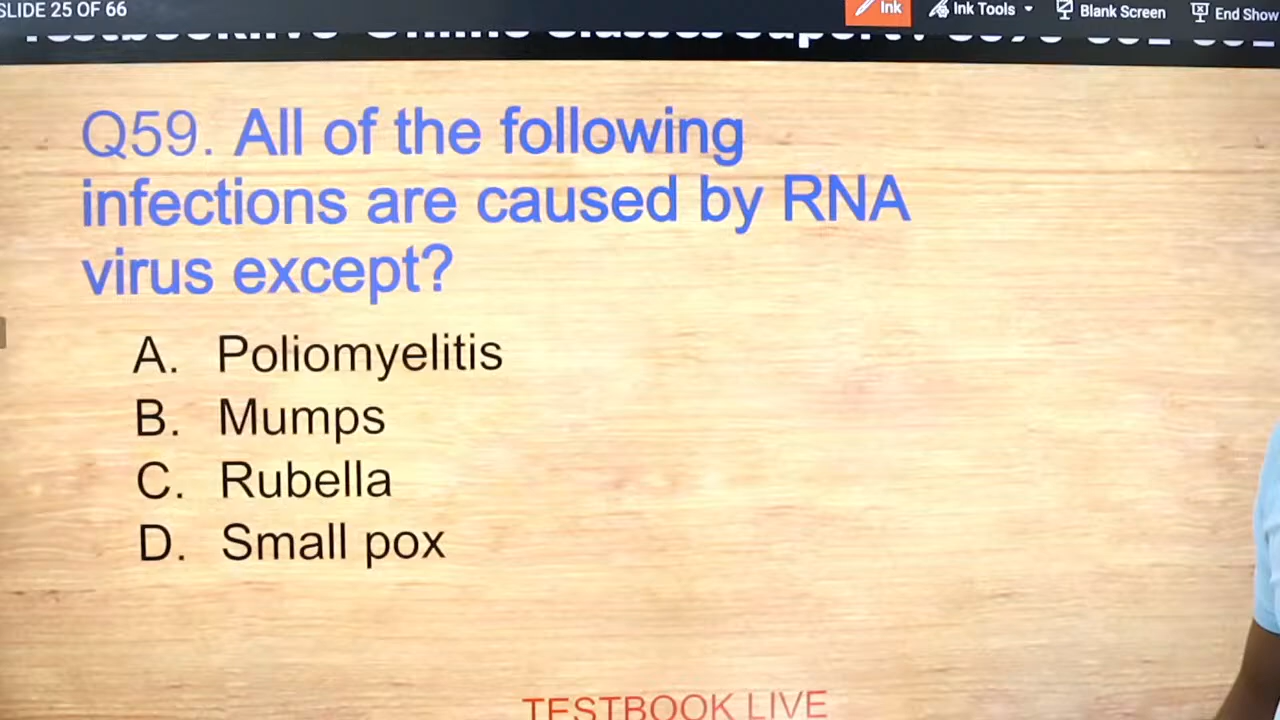 SLIDE 25 OF 66
Ink
Ink Tools
Blank Screen
End Show
Q59. All of the following
infections are caused by RNA
virus except?
A. Poliomyelitis
B. Mumps
C. Rubella
D. Small pox
TESTBOOK LIVE